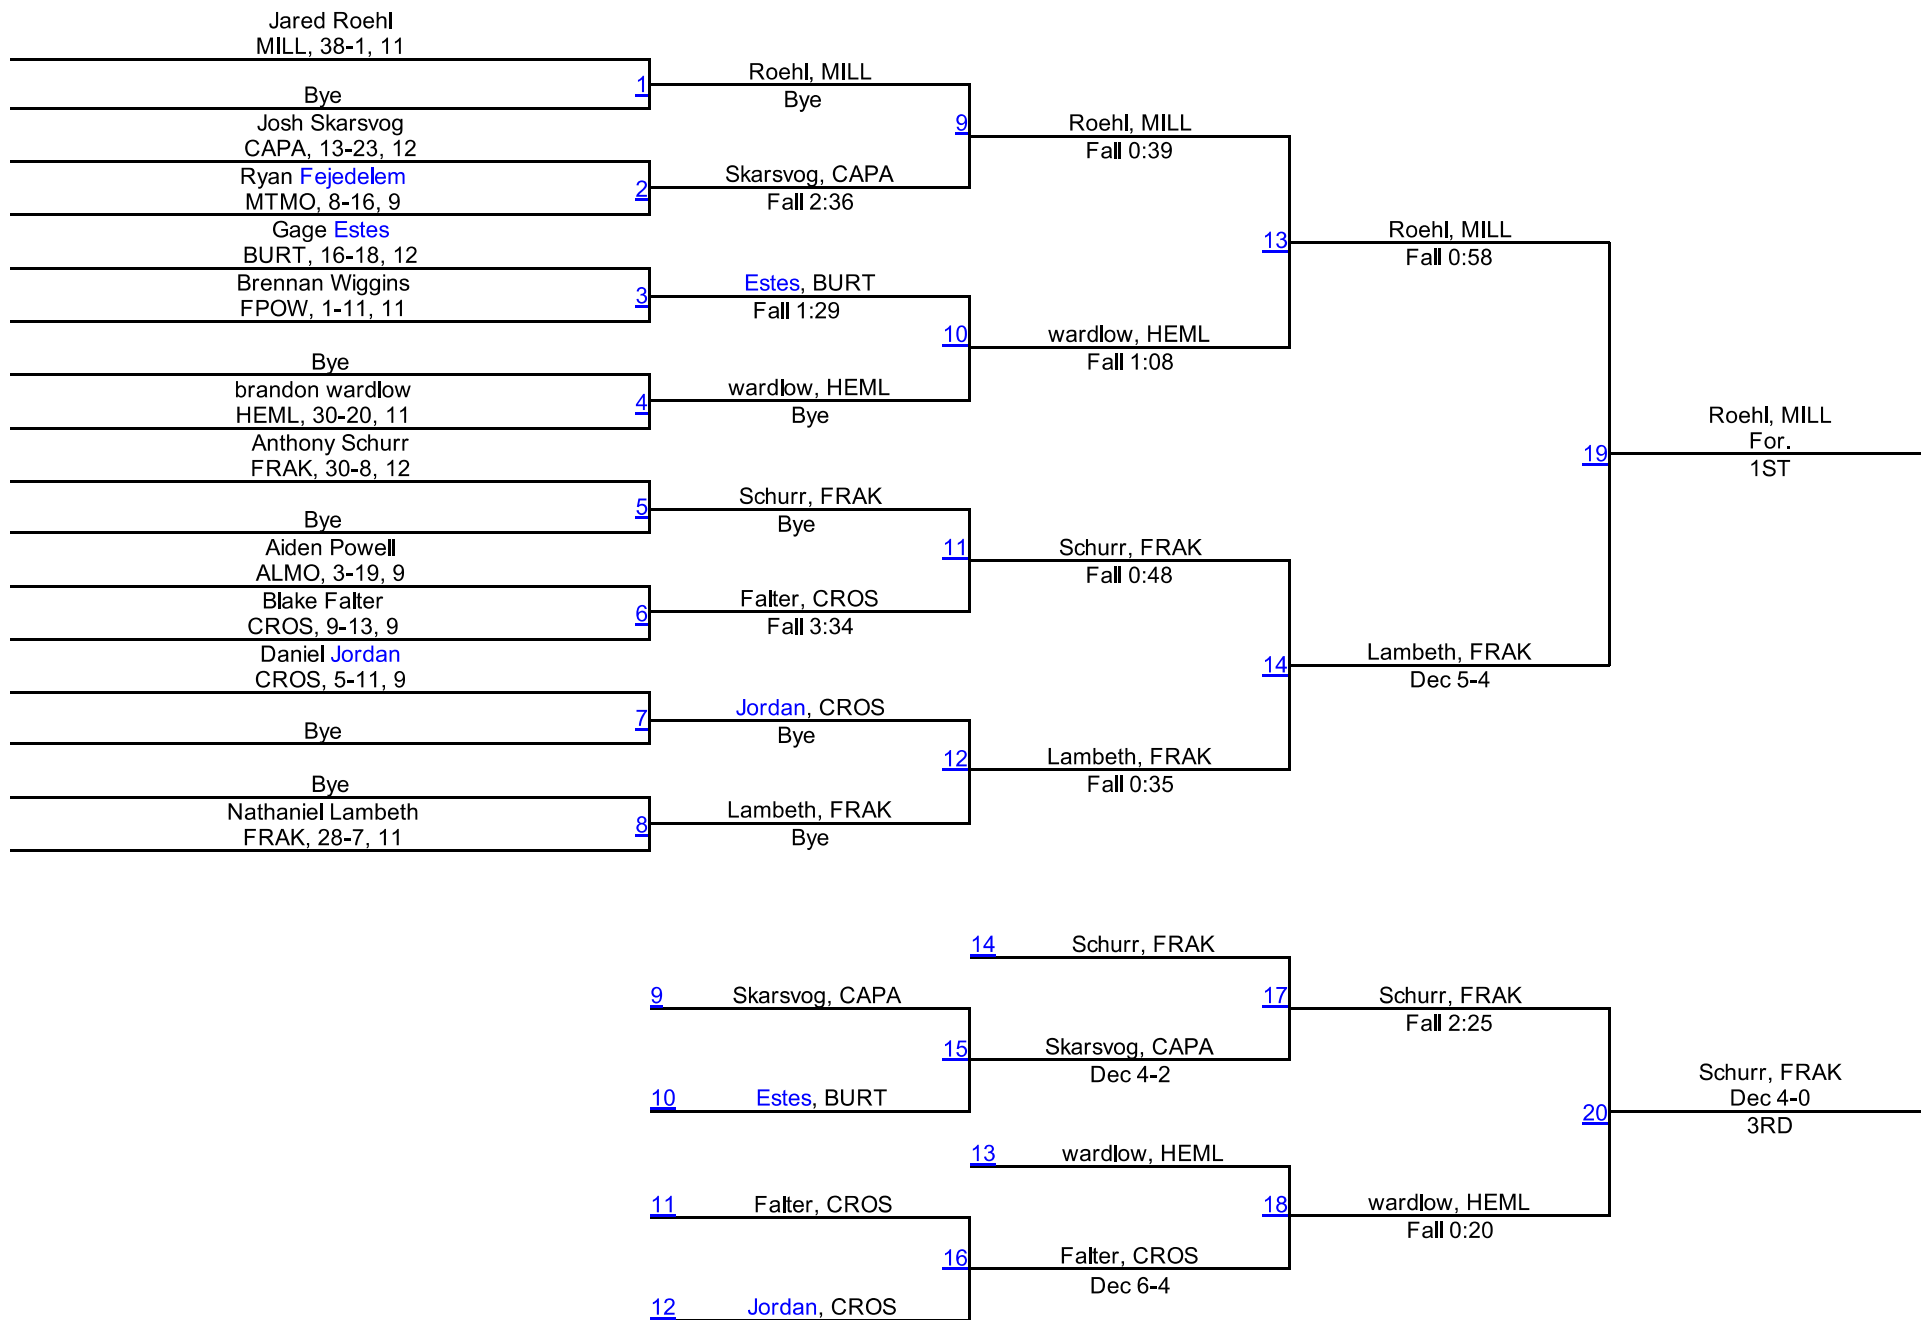 Jared Roehl
MILL, 38-1, 11
1
Bye
Josh Skarsvog
CAPA, 13-23, 12
2
Ryan Fejedelem
MTMO, 8-16, 9
Gage Estes
BURT, 16-18, 12
3
Brennan Wiggins
FPOW, 1-11, 11
Bye
4
brandon wardlow
HEML, 30-20, 11
Anthony Schurr
FRAK, 30-8, 12
5
Bye
Aiden Powell
ALMO, 3-19, 9
6
Blake Falter
CROS, 9-13, 9
Daniel Jordan
CROS, 5-11, 9
7
Bye
Bye
8
Nathaniel Lambeth
FRAK, 28-7, 11
Roehl, MILL
Bye
9
Skarsvog, CAPA
Fall 2:36
Estes, BURT
Fall 1:29
10
wardlow, HEML
Bye
Schurr, FRAK
Bye
11
Falter, CROS
Fall 3:34
Jordan, CROS
Bye
12
Lambeth, FRAK
Bye
Roehl, MILL
Fall 0:39
13
wardlow, HEML
Fall 1:08
Schurr, FRAK
Fall 0:48
14
Lambeth, FRAK
Fall 0:35
Roehl, MILL
Fall 0:58
19
Lambeth, FRAK
Dec 5-4
Roehl, MILL
For.
1ST
14 Schurr, FRAK
9 Skarsvog, CAPA
15
10 Estes, BURT
17
Skarsvog, CAPA
Dec 4-2
13 wardlow, HEML
11 Falter, CROS
16
12 Jordan, CROS
18
Falter, CROS
Dec 6-4
Schurr, FRAK
Fall 2:25
20
wardlow, HEML
Fall 0:20
Schurr, FRAK
Dec 4-0
3RD